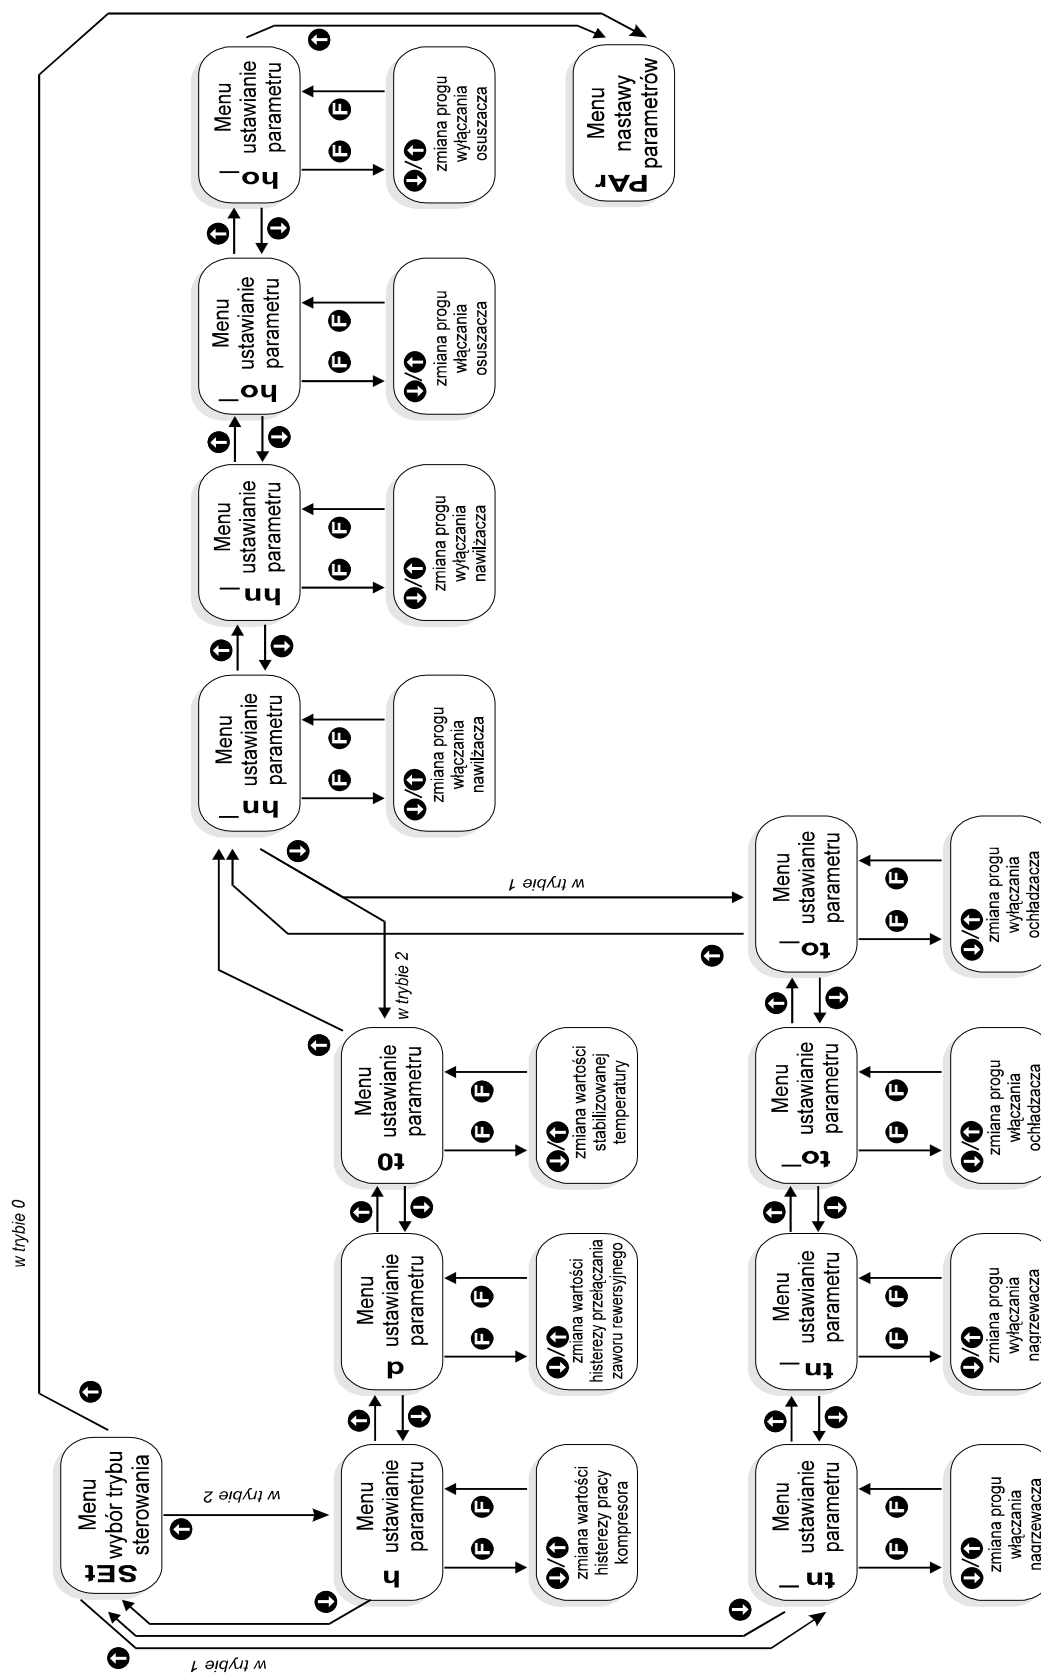 w trybie 0
SEt
Menu
wybór trybu
sterowania
w trybie 2
w trybie 1
h
Menu
ustawianie
parametru
F
F
zmiana wartości
histerezy pracy
kompresora
d
Menu
ustawianie
parametru
F
F
zmiana wartości
histerezy przełączania
zaworu rewersyjnego
t0
Menu
ustawianie
parametru
F
F
zmiana wartości
stabilizowanej
temperatury
w trybie 2
w trybie 1
_hn
Menu
ustawianie
parametru
F
F
zmiana progu
włączania
nawilżacza
hn_
Menu
ustawianie
parametru
F
F
zmiana progu
wyłączania
nawilżacza
_ho
Menu
ustawianie
parametru
F
F
zmiana progu
włączania
osuszacza
ho_
Menu
ustawianie
parametru
F
F
zmiana progu
wyłączania
osuszacza
PAr
Menu
nastawy
parametrów
_tn
Menu
ustawianie
parametru
F
F
zmiana progu
włączania
nagrzewacza
tn_
Menu
ustawianie
parametru
F
F
zmiana progu
wyłączania
nagrzewacza
_to
Menu
ustawianie
parametru
F
F
zmiana progu
włączania
ochładzacza
to_
Menu
ustawianie
parametru
F
F
zmiana progu
wyłączania
ochładzacza